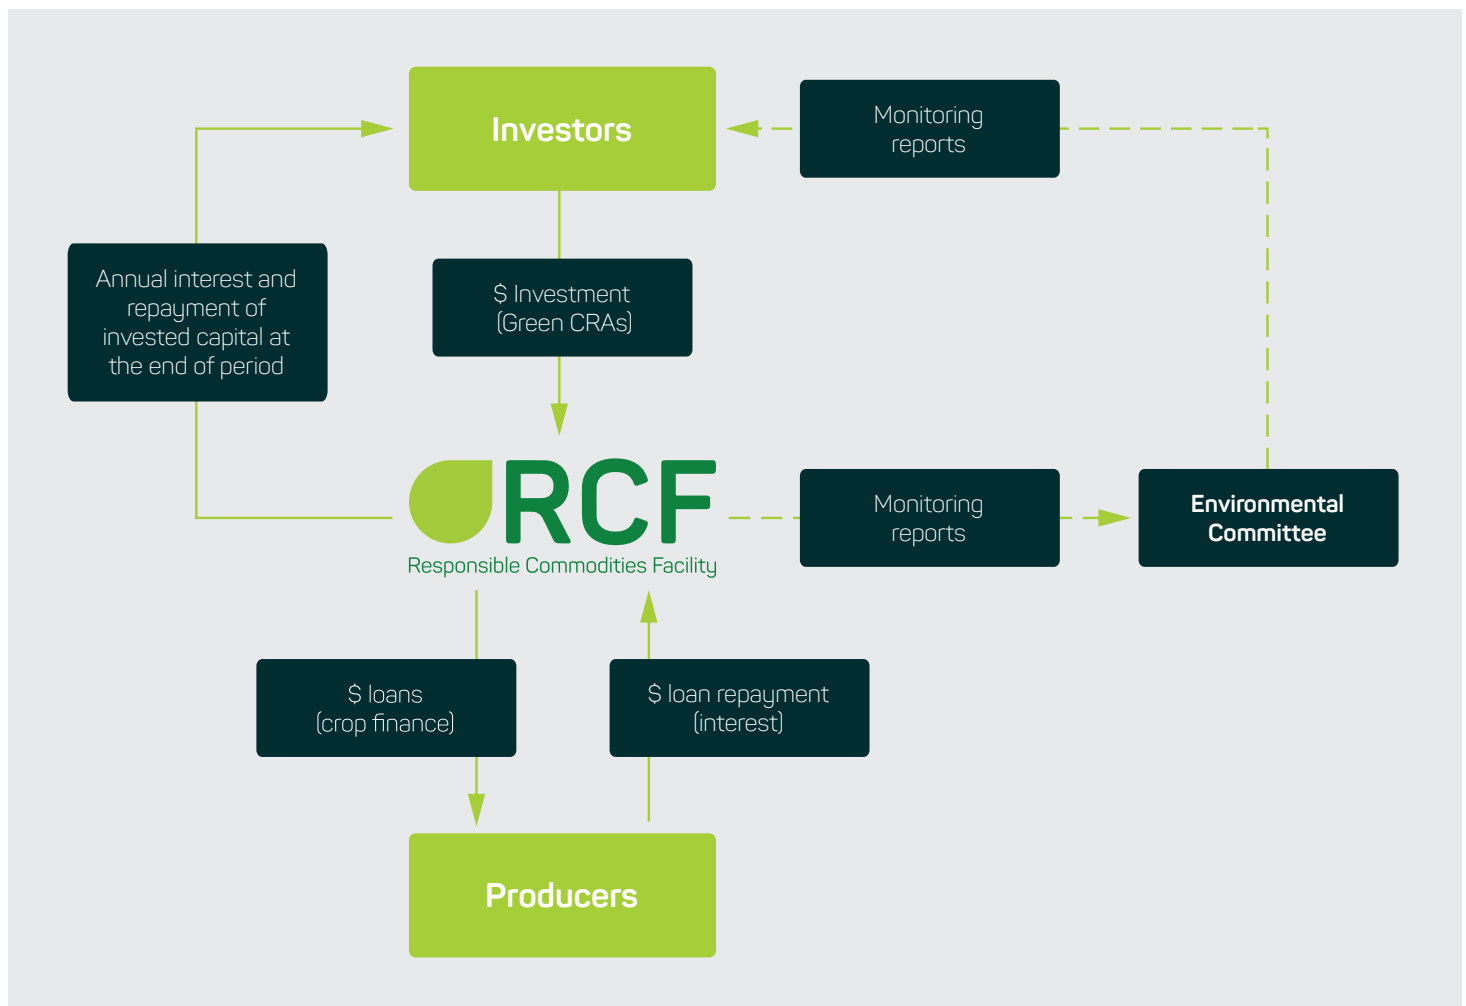 Investors
Monitoring
reports
Annual interest and
repayment of
invested capital at
the end of period
$ Investment
(Green CRAs)
RCF
Responsible Commodities Facility
Monitoring
reports
Environmental
Committee
$ loans
(crop finance)
$ loan repayment
(interest)
Producers